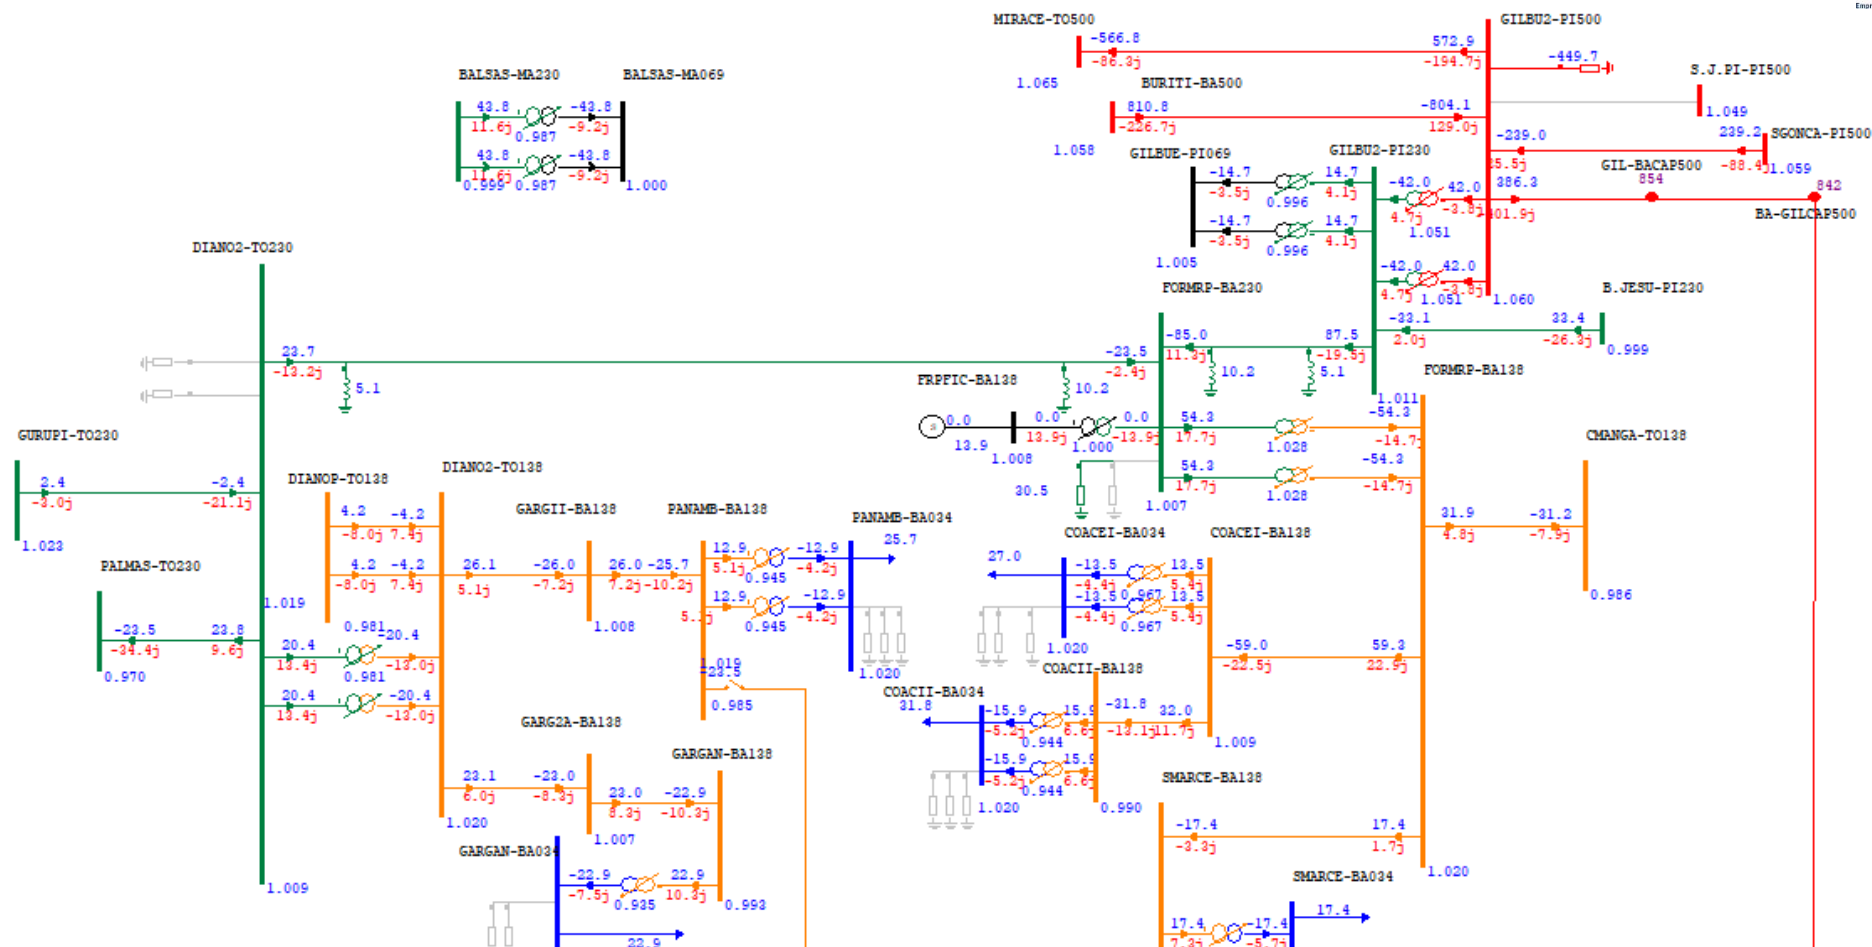 Empr
MIRACE-TO500
GILBU2-PI500
-566.8
572.9
-86.3j
-194.7j
-449.7
1.065
BALSAS-MA230
BALSAS-MA069
BURITI-BA500
S.J.PI-PI500
43.8
-43.8
11.6j
-9.2j
0.987
810.8
-804.1
-226.7j
129.0j
1.049
43.8
-43.8
-9.2j
0.999
0.987
1.000
1.058
-239.0
239.2
SGONCA-PI500
1.059
GILBUE-PI069
GILBU2-PI230
GIL-BACAP500
854
842
BA-GILCAP500
-14.7
14.7
-3.5j
4.1j
0.996
-42.0
42.0
386.3
4.7j
1.051
-14.7
14.7
-3.5j
4.1j
0.996
1.005
-42.0
42.0
4.7j
1.051
1.060
DIANO2-TO230
FORMRP-BA230
B.JESU-PI230
-33.1
33.4
2.0j
-26.3j
0.999
23.7
-23.5
-13.2j
-2.4j
5.1
10.2
-85.0
87.5
11.3j
-19.5j
10.2
5.1
FORMRP-BA138
1.011
FRPFIC-BA138
0.0
0.0
0.0
13.9
13.9j
-13.9j
1.008
1.000
54.3
-54.3
17.7j
-14.7j
1.028
54.3
-54.3
17.7j
-14.7j
1.028
30.5
1.007
GURUPI-TO230
2.4
-2.4
-3.0j
-21.1j
1.023
CMANGA-TO138
31.9
-31.2
4.8j
-7.9j
0.986
DIANOP-TO138
DIANO2-TO138
4.2
-4.2
-8.0j
7.4j
4.2
-4.2
-8.0j
7.4j
GARGII-BA138
PANAMB-BA138
PANAMB-BA034
26.1
-26.0
26.0
-25.7
5.1j
-7.2j
7.2j
-10.2j
1.008
12.9
-12.9
5.1j
-4.2j
0.945
25.7
12.9
-12.9
-4.2j
0.945
1.020
1.019
-23.5
0.985
COACEI-BA034
COACEI-BA138
27.0
-13.5
13.5
-4.4j
5.4j
0.967
-13.5
13.5
-4.4j
5.4j
0.967
1.020
PALMAS-TO230
1.019
-23.5
23.8
-34.4j
9.6j
0.970
0.981
20.4
-20.4
13.4j
-13.0j
0.981
20.4
-20.4
13.4j
-13.0j
-59.0
59.3
-22.5j
22.9j
COACII-BA138
COACII-BA034
31.8
-15.9
15.9
-5.2j
6.6j
0.944
-31.8
32.0
-13.1j
11.7j
1.009
-15.9
15.9
-5.2j
6.6j
0.944
1.020
0.990
GARG2A-BA138
GARGAN-BA138
23.1
-23.0
6.0j
-8.3j
23.0
-22.9
8.3j
-10.3j
1.020
1.007
SMARCE-BA138
-17.4
17.4
-3.3j
1.7j
1.020
GARGAN-BA034
-22.9
22.9
-7.5j
10.3j
0.935
0.993
1.009
22.9
SMARCE-BA034
17.4
17.4
-17.4
7.3j
-5.7j